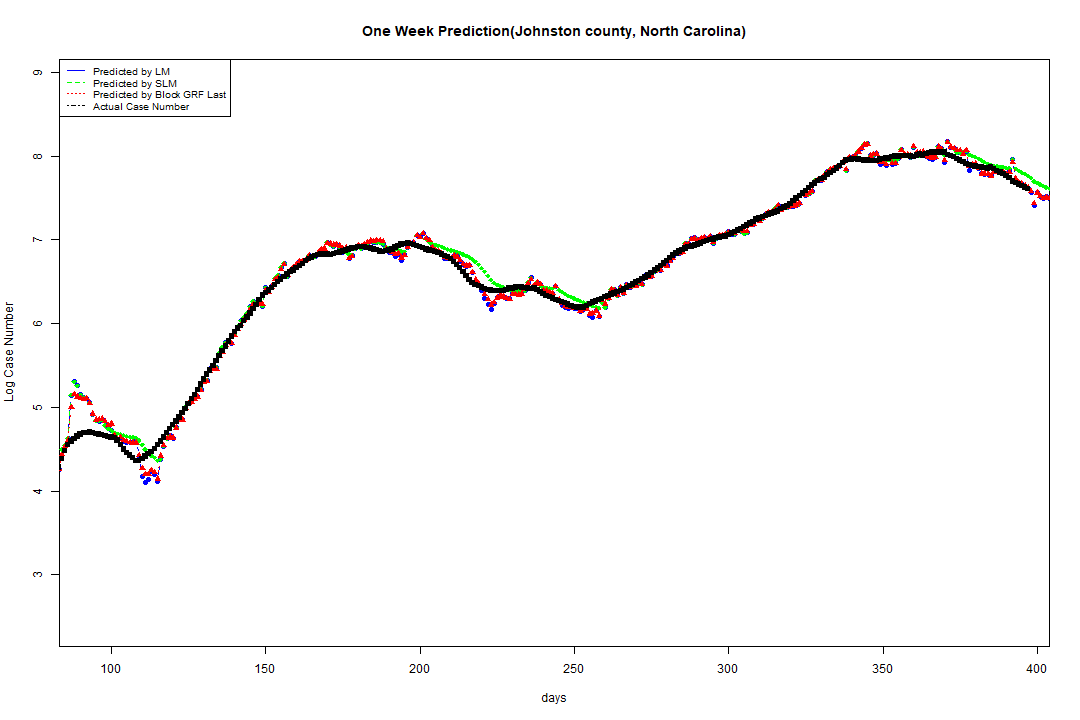 One Week Prediction(Johnston county, North Carolina)
Predicted by LM
Predicted by SLM
Predicted by Block GRF Last
Actual Case Number
Log Case Number
9
8
7
6
5
4
3
100 150 200 250 300 350 400
days